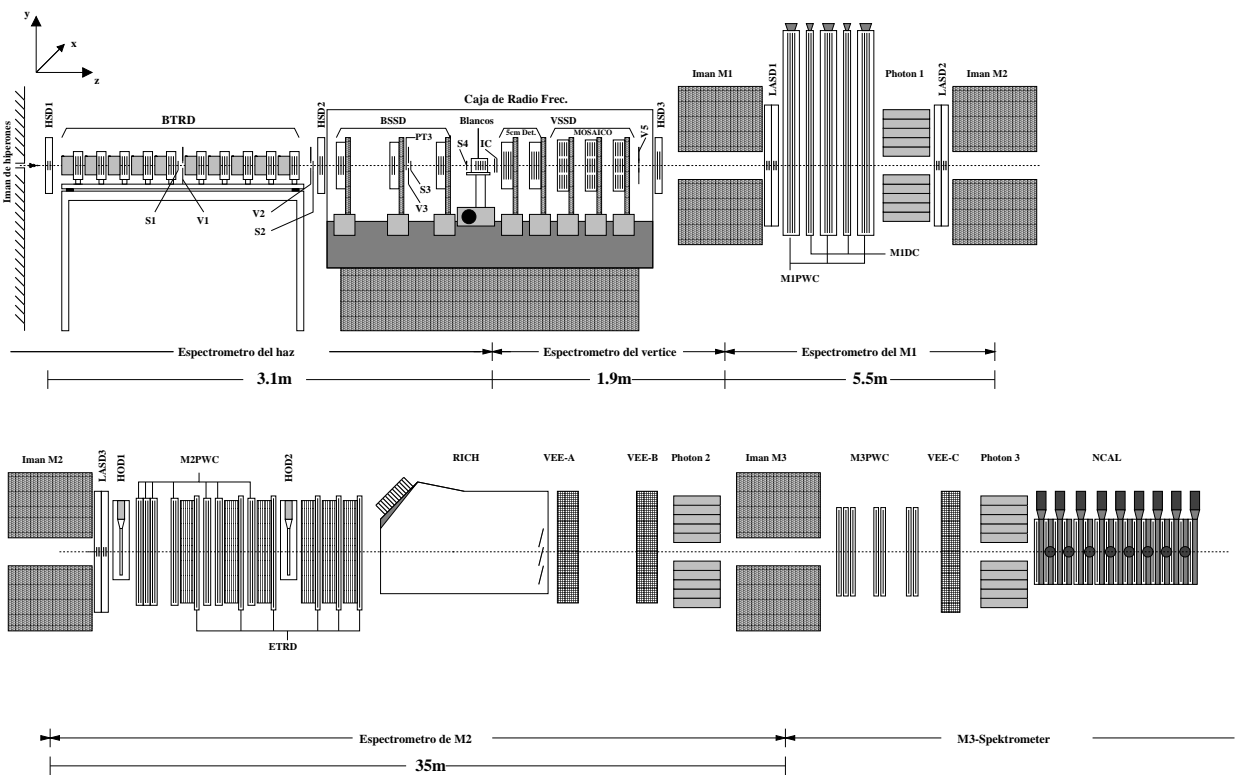 y
x
z
Iman de hiperones
HSD1
BTRD
S1
V1
V2
S2
HSD2
Caja de Radio Frec.
BSSD
PT3
S3
V3
Blancos
S4
IC
5cm Det.
VSSD
MOSAICO
V5
HSD3
Iman M1
LASD1
M1DC
M1PWC
Photon 1
LASD2
Iman M2
Espectrometro del haz
Espectrometro del vertice
Espectrometro del M1
3.1m
1.9m
5.5m
Iman M2
LASD3
HOD1
M2PWC
HOD2
ETRD
RICH
VEE-A
VEE-B
Photon 2
Iman M3
M3PWC
VEE-C
Photon 3
NCAL
Espectrometro de M2
M3-Spektrometer
35m